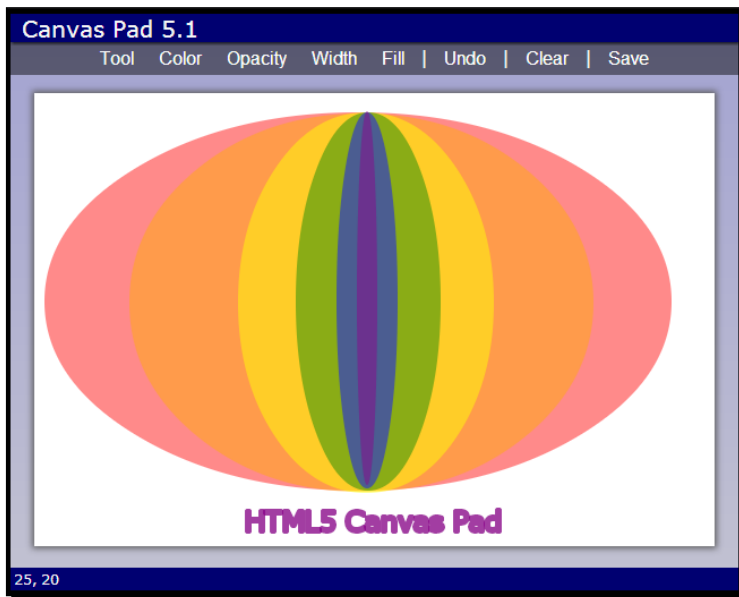 Canvas Pad 5.1
Tool Color Opacity Width Fill | Undo | Clear | Save
HTML5 Canvas Pad
25, 20